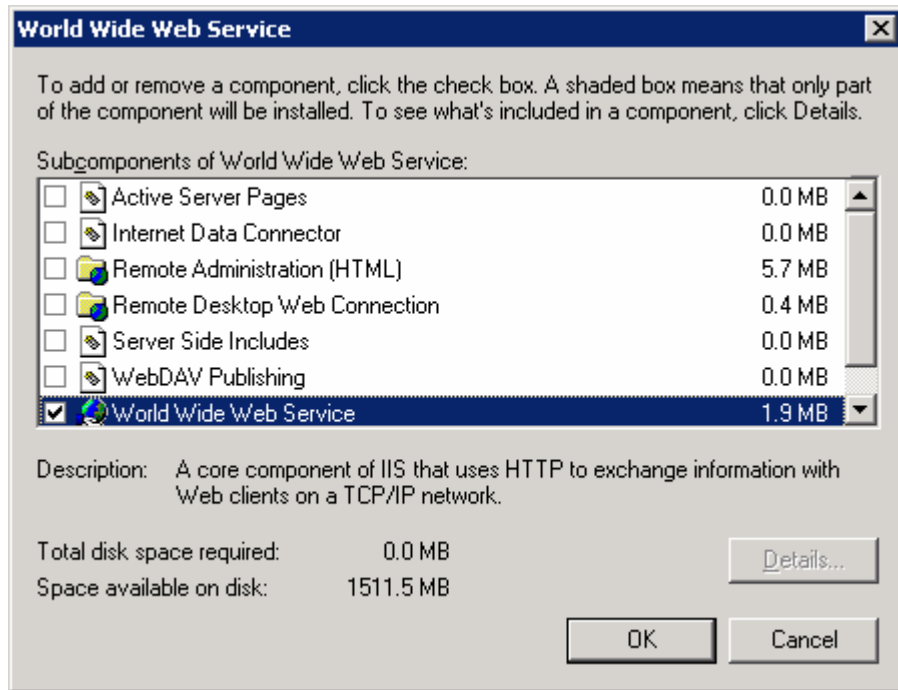 World Wide Web Service
To add or remove a component, click the check box. A shaded box means that only part
of the component will be installed. To see what's included in a component, click Details.
Subcomponents of World Wide Web Service:
Active Server Pages 0.0 MB
Internet Data Connector 0.0 MB
Remote Administration (HTML) 5.7 MB
Remote Desktop Web Connection 0.4 MB
Server Side Includes 0.0 MB
WebDAV Publishing 0.0 MB
World Wide Web Service 1.9 MB
Description: A core component of IIS that uses HTTP to exchange information with
Web clients on a TCP/IP network.
Total disk space required: 0.0 MB
Details...
Space available on disk: 1511.5 MB
OK Cancel